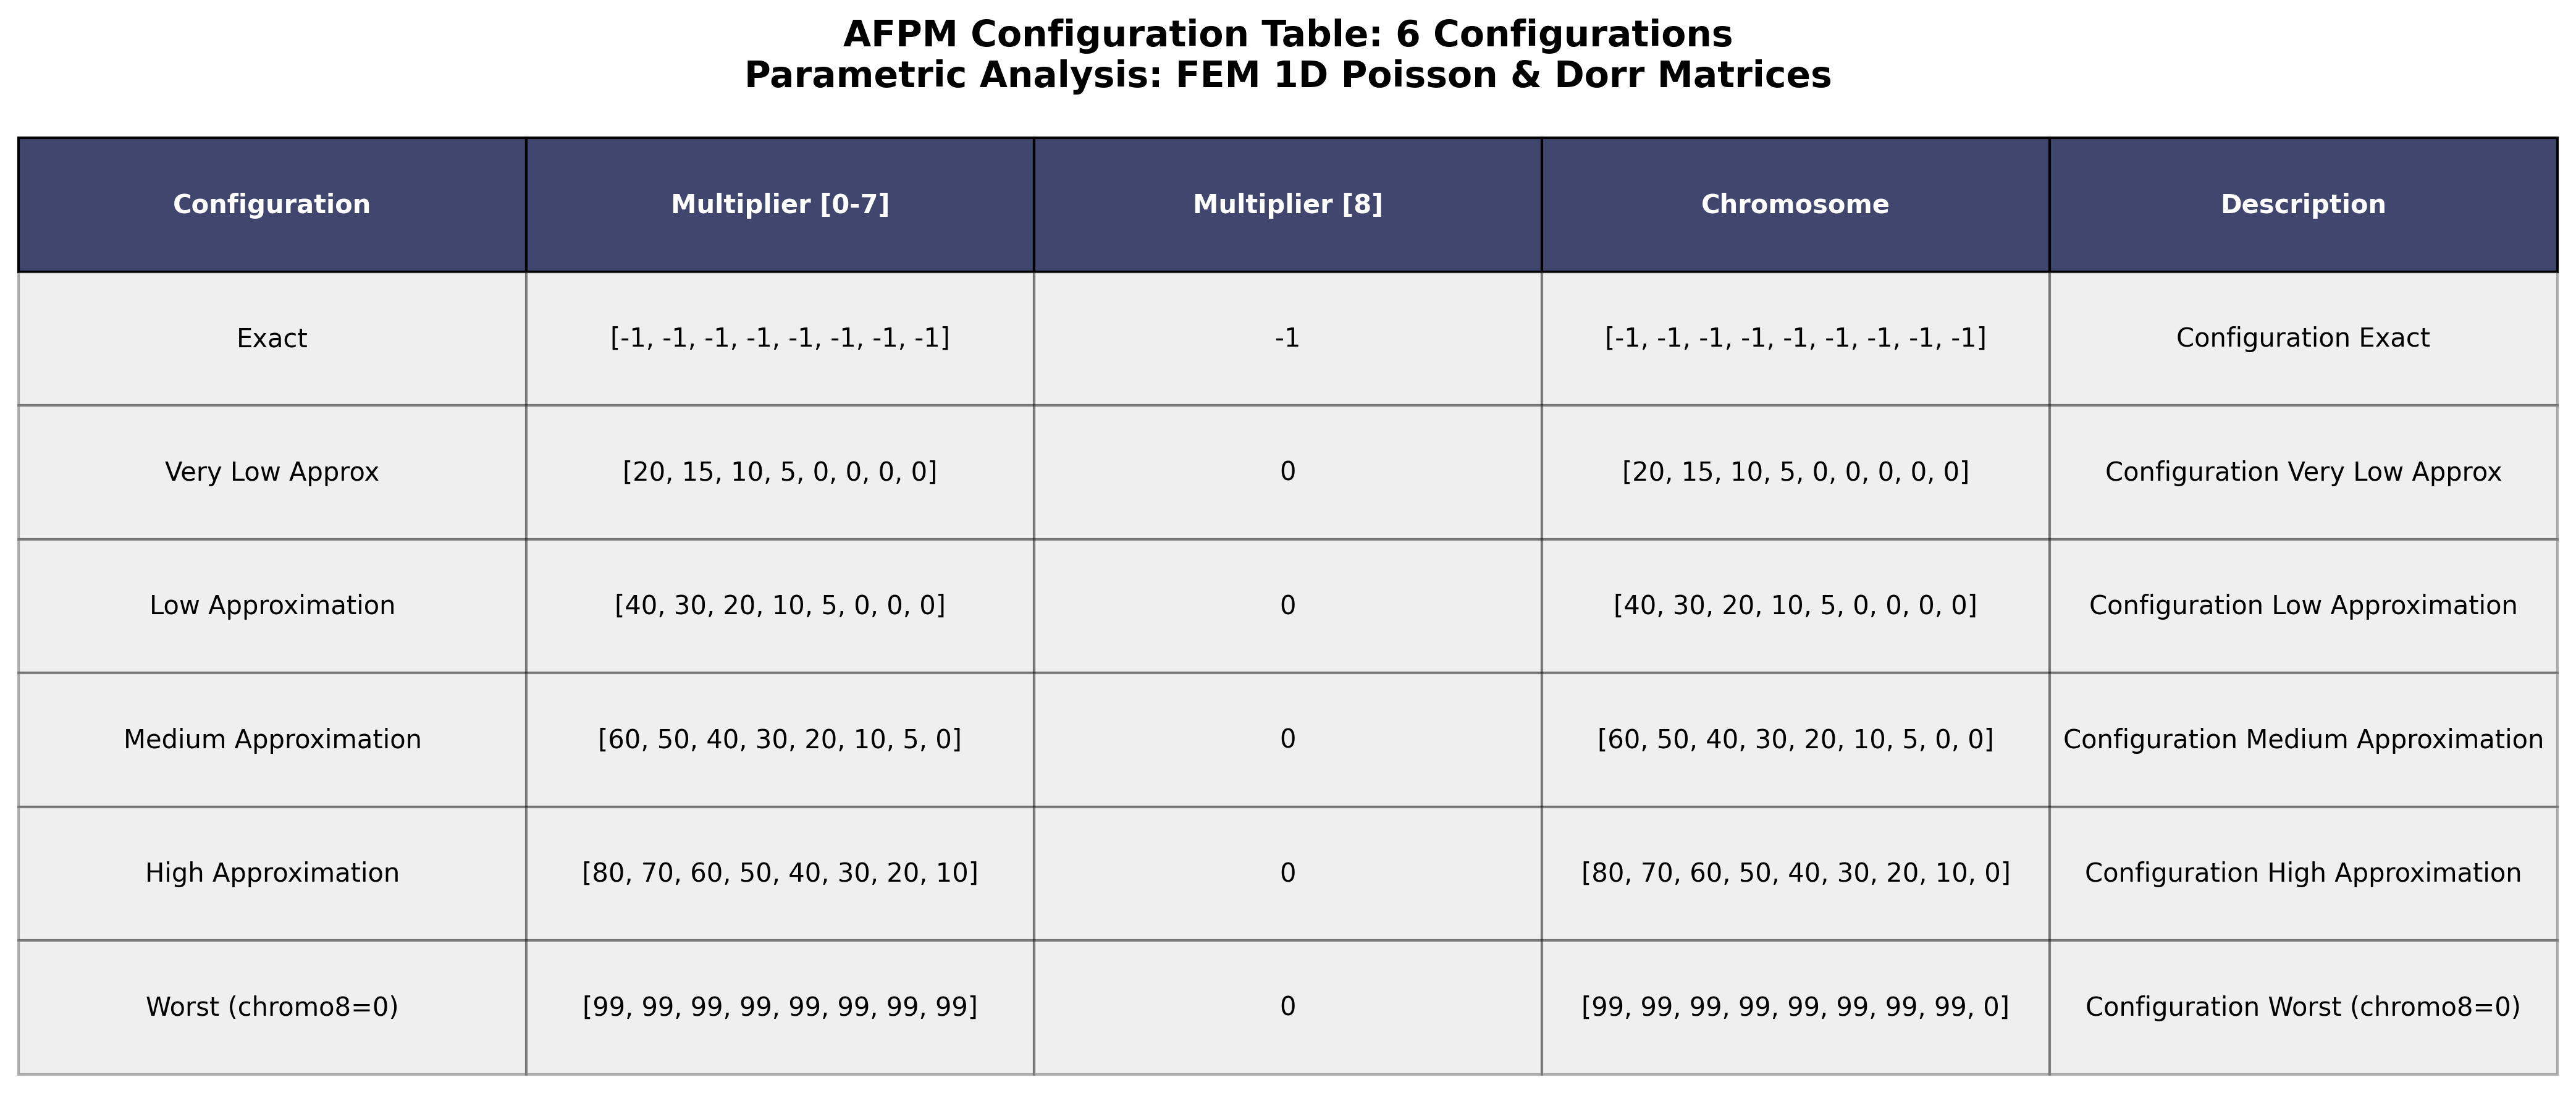 AFPM Configuration Table: 6 Configurations
Parametric Analysis: FEM 1D Poisson & Dorr Matrices
Configuration Multiplier [0-7] Multiplier [8] Chromosome Description
Exact [-1, -1, -1, -1, -1, -1, -1, -1] -1 [-1, -1, -1, -1, -1, -1, -1, -1, -1] Configuration Exact
Very Low Approx [20, 15, 10, 5, 0, 0, 0, 0] 0 [20, 15, 10, 5, 0, 0, 0, 0, 0] Configuration Very Low Approx
Low Approximation [40, 30, 20, 10, 5, 0, 0, 0] 0 [40, 30, 20, 10, 5, 0, 0, 0, 0] Configuration Low Approximation
Medium Approximation [60, 50, 40, 30, 20, 10, 5, 0] 0 [60, 50, 40, 30, 20, 10, 5, 0, 0] Configuration Medium Approximation
High Approximation [80, 70, 60, 50, 40, 30, 20, 10] 0 [80, 70, 60, 50, 40, 30, 20, 10, 0] Configuration High Approximation
Worst (chromo8=0) [99, 99, 99, 99, 99, 99, 99, 99] 0 [99, 99, 99, 99, 99, 99, 99, 99, 0] Configuration Worst (chromo8=0)